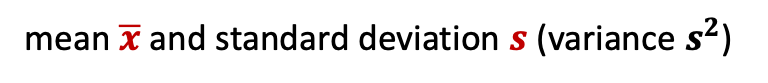 mean x̅ and standard deviation s (variance s²)